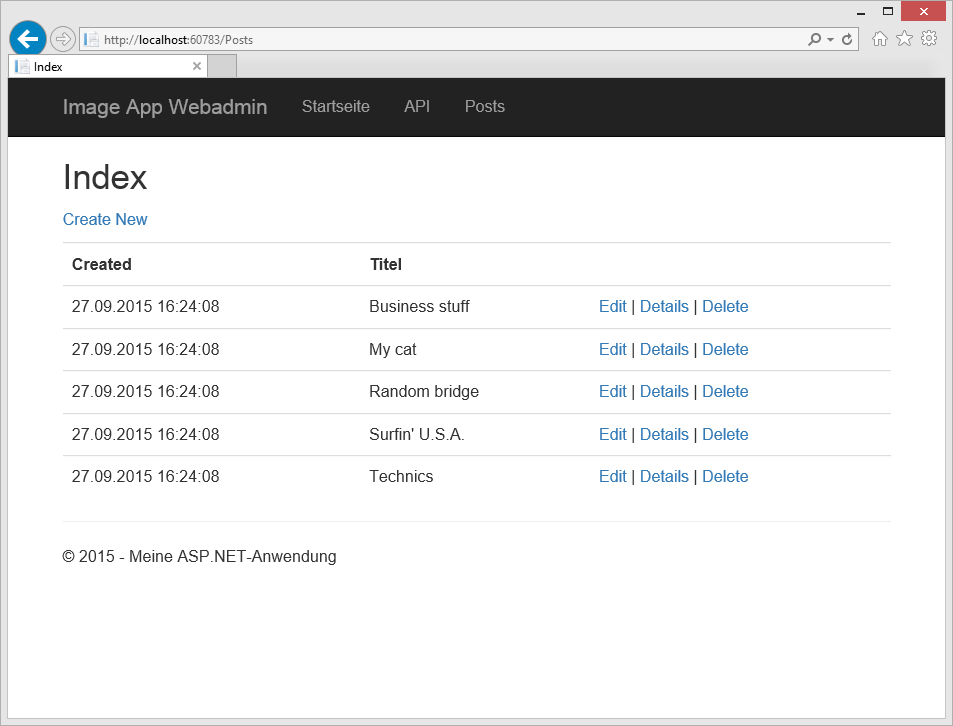 http://localhost:60783/Posts
Index
Image App Webadmin Startseite API Posts
Index
Create New
Created Titel
27.09.2015 16:24:08 Business stuff Edit | Details | Delete
27.09.2015 16:24:08 My cat Edit | Details | Delete
27.09.2015 16:24:08 Random bridge Edit | Details | Delete
27.09.2015 16:24:08 Surfin' U.S.A. Edit | Details | Delete
27.09.2015 16:24:08 Technics Edit | Details | Delete
© 2015 - Meine ASP.NET-Anwendung